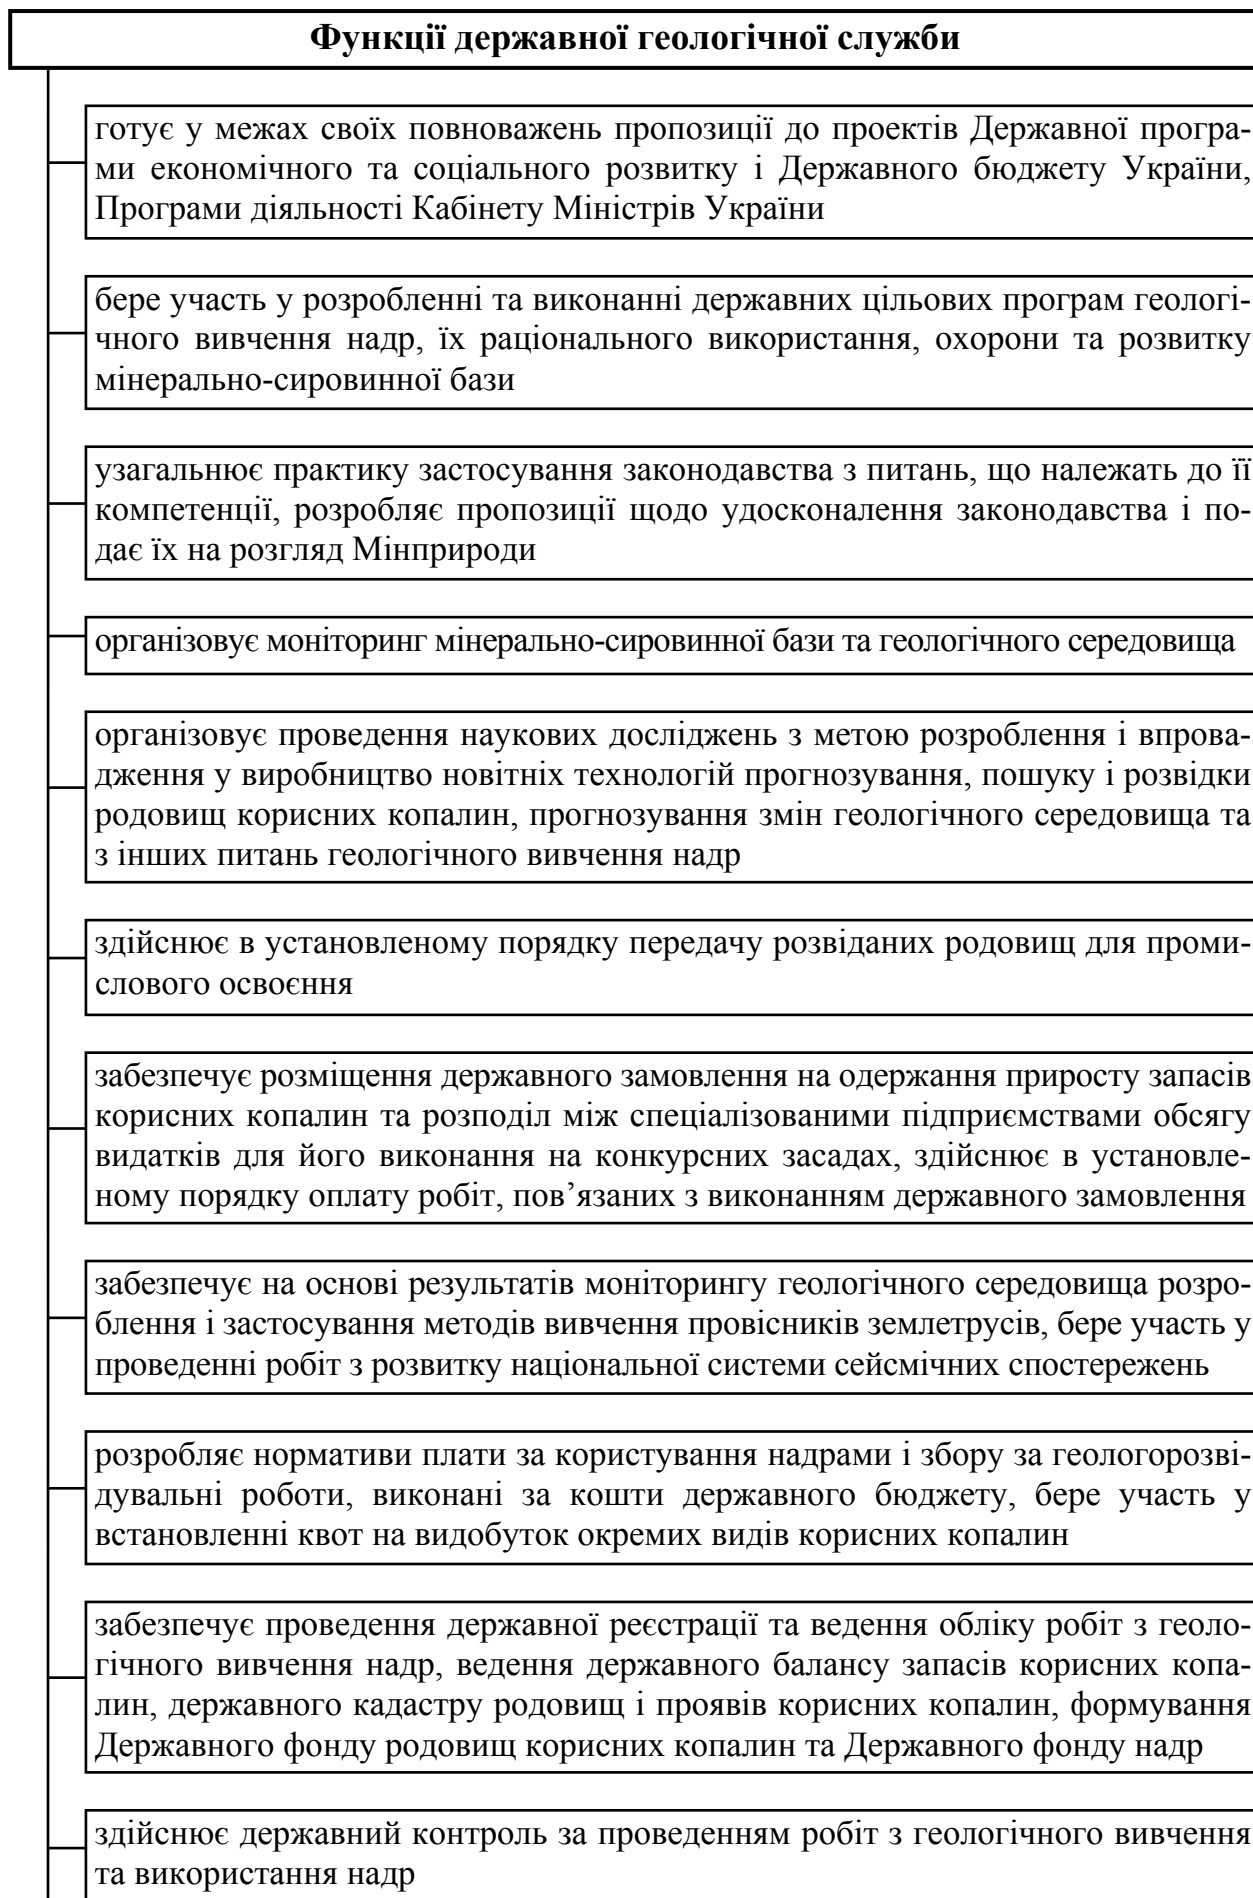 Функції державної геологічної служби
готує у межах своїх повноважень пропозиції до проектів Державної програ-
ми економічного та соціального розвитку і Державного бюджету України,
Програми діяльності Кабінету Міністрів України
бере участь у розробленні та виконанні державних цільових програм геологі-
чного вивчення надр, їх раціонального використання, охорони та розвитку
мінерально-сировинної бази
узагальнює практику застосування законодавства з питань, що належать до її
компетенції, розробляє пропозиції щодо удосконалення законодавства і по-
дає їх на розгляд Мінприроди
організовує моніторинг мінерально-сировинної бази та геологічного середовища
організовує проведення наукових досліджень з метою розроблення і впрова-
дження у виробництво новітніх технологій прогнозування, пошуку і розвідки
родовищ корисних копалин, прогнозування змін геологічного середовища та
з інших питань геологічного вивчення надр
здійснює в установленому порядку передачу розвіданих родовищ для проми-
слового освоєння
забезпечує розміщення державного замовлення на одержання приросту запасів
корисних копалин та розподіл між спеціалізованими підприємствами обсягу
видатків для його виконання на конкурсних засадах, здійснює в установле-
ному порядку оплату робіт, пов’язаних з виконанням державного замовлення
забезпечує на основі результатів моніторингу геологічного середовища розро-
блення і застосування методів вивчення провісників землетрусів, бере участь у
проведенні робіт з розвитку національної системи сейсмічних спостережень
розробляє нормативи плати за користування надрами і збору за геологорозві-
дувальні роботи, виконані за кошти державного бюджету, бере участь у
встановленні квот на видобуток окремих видів корисних копалин
забезпечує проведення державної реєстрації та ведення обліку робіт з геоло-
гічного вивчення надр, ведення державного балансу запасів корисних копа-
лин, державного кадастру родовищ і проявів корисних копалин, формування
Державного фонду родовищ корисних копалин та Державного фонду надр
здійснює державний контроль за проведенням робіт з геологічного вивчення
та використання надр